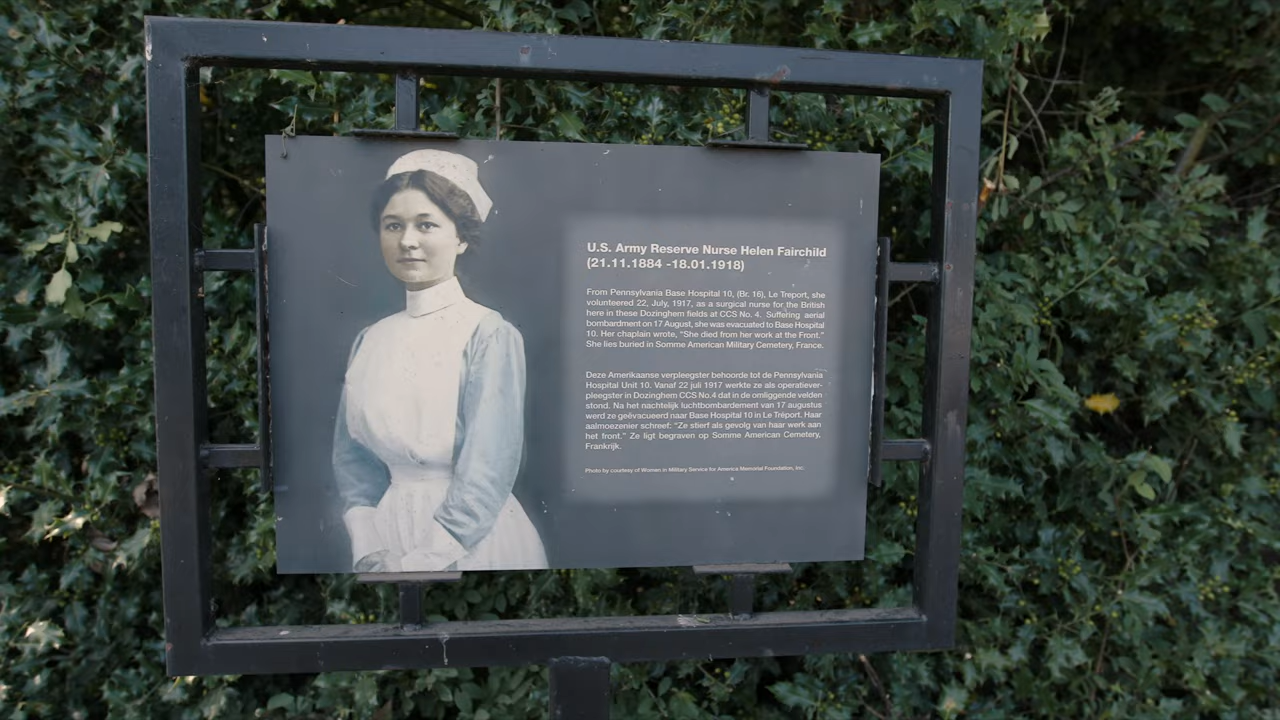 U.S. Army Reserve Nurse Helen Fairchild
(21.11.1884 -18.01.1918)
From Pennsylvania Base Hospital 10, (Br. 16), Le Treport, she
volunteered 22, July, 1917, as a surgical nurse for the British
here in these Dozinghem fields at CCS No. 4. Suffering aerial
bombardment on 17 August, she was evacuated to Base Hospital
10. Her chaplain wrote, "She died from her work at the Front."
She lies buried in Somme American Military Cemetery, France.
Deze Amerikaanse verpleegster behoorde tot de Pennsylvania
Hospital Unit 10. Vanaf 22 juli 1917 werkte ze als operatiever-
pleegster in Dozinghem CCS No.4 dat in de omliggende velden
stond. Na het nachtelijk luchtbombardement van 17 augustus
werd ze geëvacueerd naar Base Hospital 10 in Le Tréport. Haar
aalmoezenier schreef: "Ze stierf als gevolg van haar werk aan
het front." Ze ligt begraven op Somme American Cemetery,
Frankrijk.
Photo by courtesy of Women in Military Service for America Memorial Foundation, Inc.